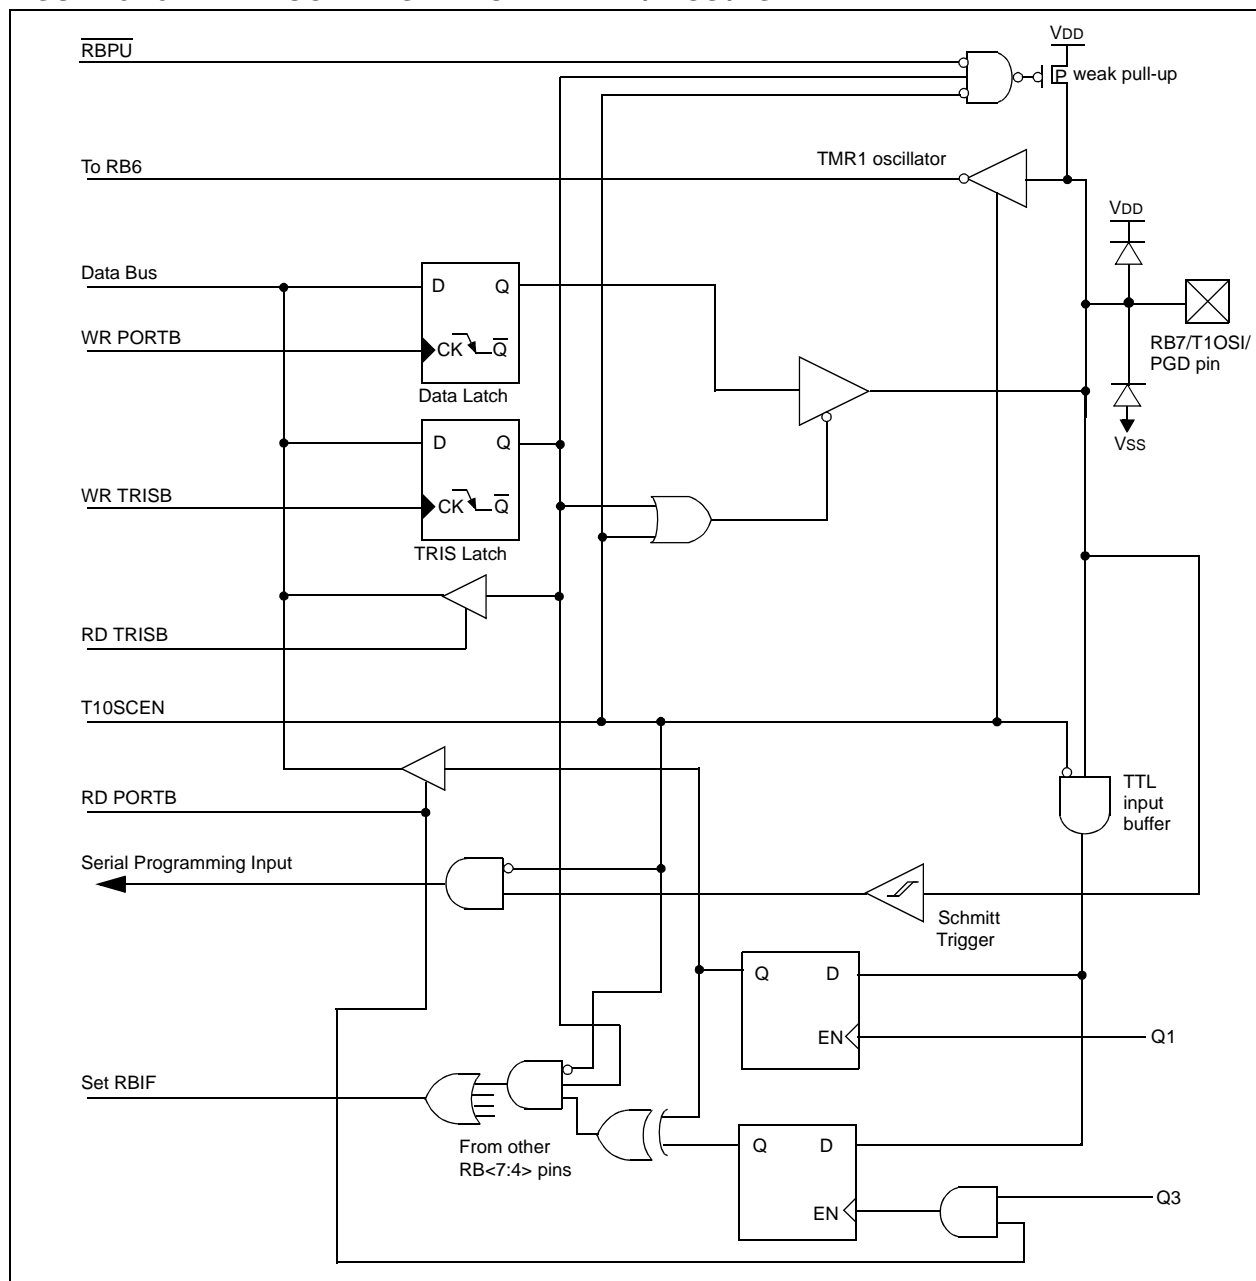 RBPU
VDD
P weak pull-up
To RB6
TMR1 oscillator
VDD
Data Bus
D Q
WR PORTB
CK Q
Data Latch
RB7/T1OSI/
PGD pin
VSS
D Q
WR TRISB
CK Q
TRIS Latch
RD TRISB
T10SCEN
RD PORTB
TTL
input
buffer
Serial Programming Input
Schmitt
Trigger
Q D
EN
Q1
Set RBIF
From other
RB<7:4> pins
Q D
EN
Q3